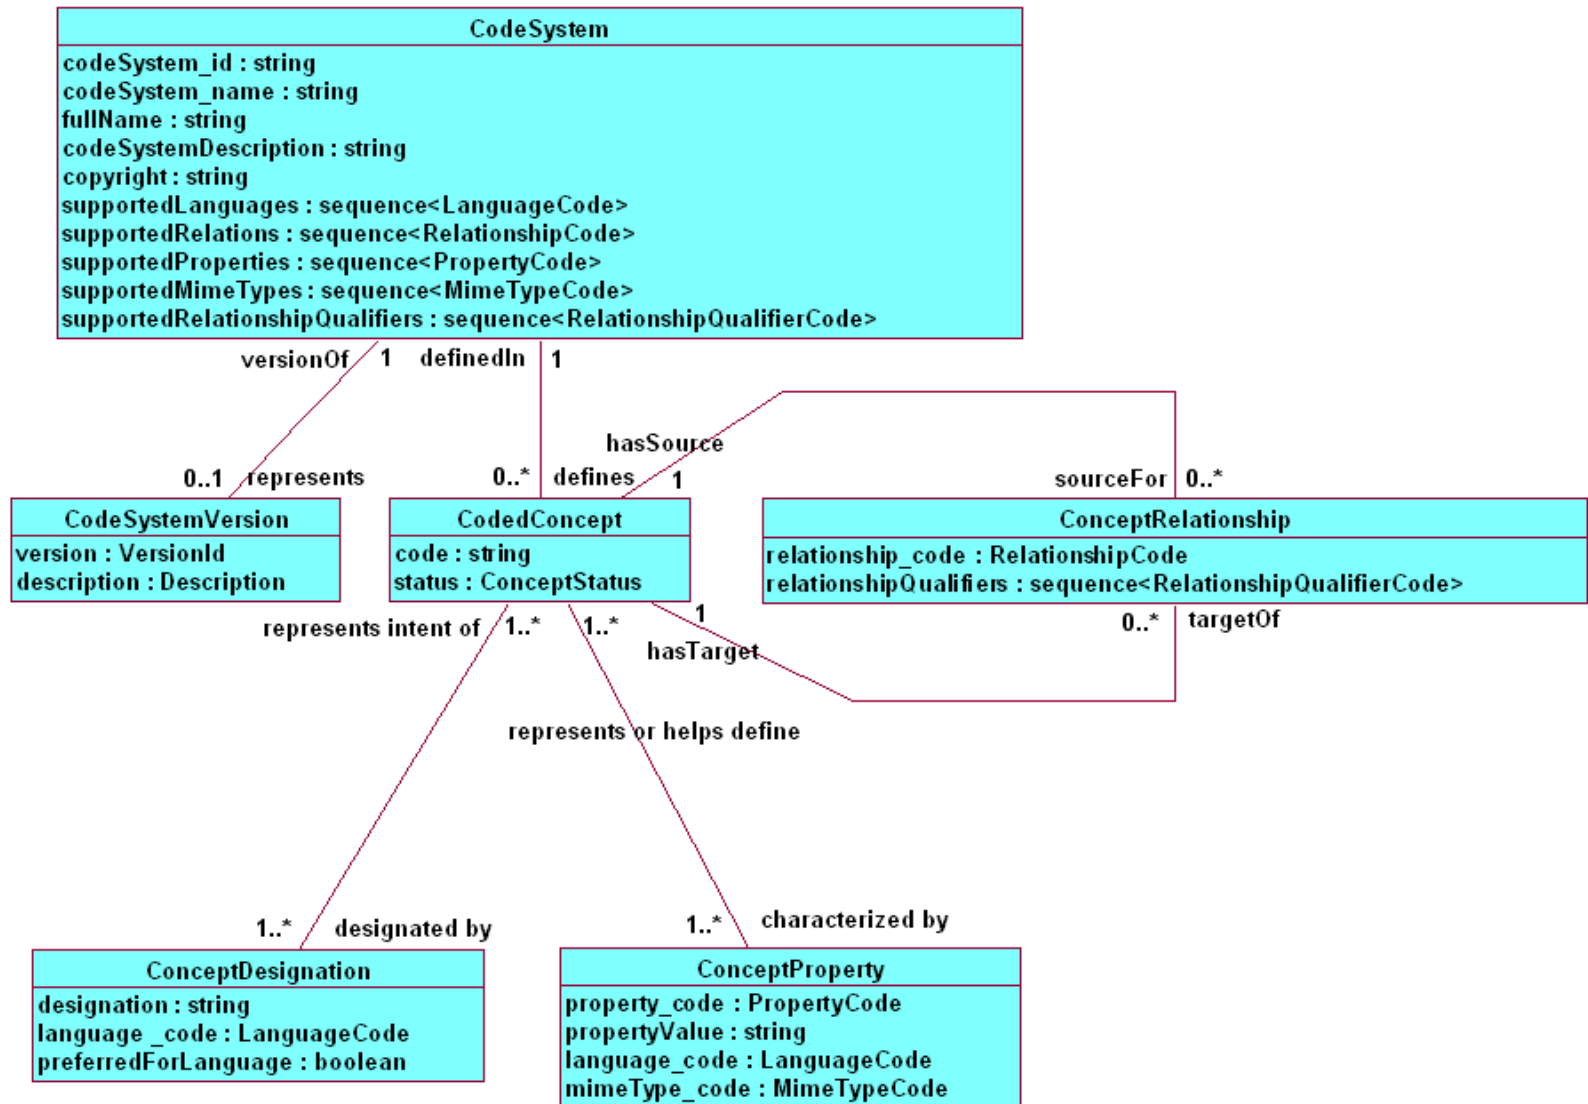 CodeSystem
codeSystem_id : string
codeSystem_name : string
fullName : string
codeSystemDescription : string
copyright : string
supportedLanguages : sequence<LanguageCode>
supportedRelations : sequence<RelationshipCode>
supportedProperties : sequence<PropertyCode>
supportedMimeTypes : sequence<MimeTypeCode>
supportedRelationshipQualifiers : sequence<RelationshipQualifierCode>
versionOf 1 definedIn 1
hasSource
0..1 represents 0..* defines 1 sourceFor 0..*
CodeSystemVersion
version : VersionId
description : Description
CodedConcept
code : string
status : ConceptStatus
ConceptRelationship
relationship_code : RelationshipCode
relationshipQualifiers : sequence<RelationshipQualifierCode>
represents intent of 1..* 1..* 1 0..* targetOf
hasTarget
represents or helps define
1..* designated by 1..* characterized by
ConceptDesignation
designation : string
language _code : LanguageCode
preferredForLanguage : boolean
ConceptProperty
property_code : PropertyCode
propertyValue : string
language_code : LanguageCode
mimeType_code : MimeTypeCode